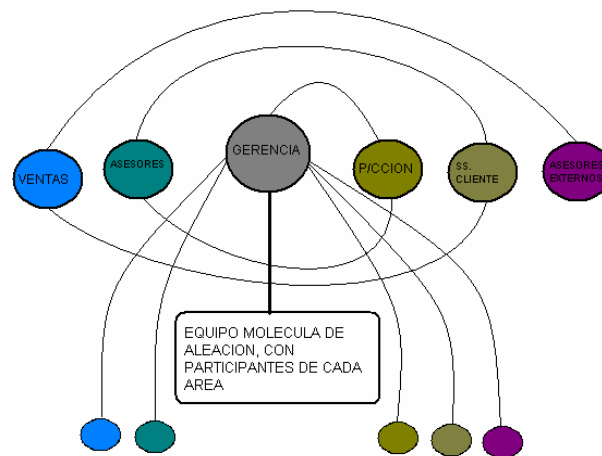 VENTAS
ASESORES
GERENCIA
P/CCION
SS.
CLIENTE
ASESORES
EXTERNOS
EQUIPO MOLECULA DE
ALEACION, CON
PARTICIPANTES DE CADA
AREA